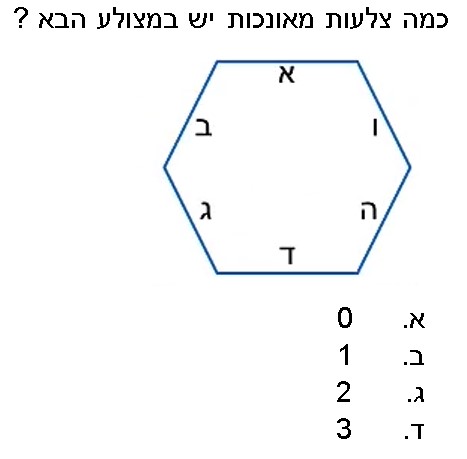 כמה צלעות מאונכות יש במצולע הבא ?
א
ב
ו
ג
ה
ד
א. 0
ב. 1
ג. 2
ד. 3